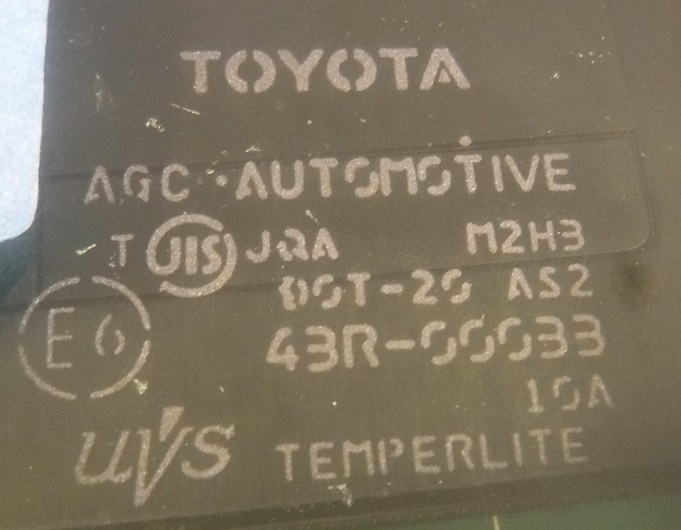 TOYOTA
AGC AUTOMOTIVE
T JIS JQA M2H3
DOT-20 AS2
E6 43R-00033
10A
UVS TEMPERLITE